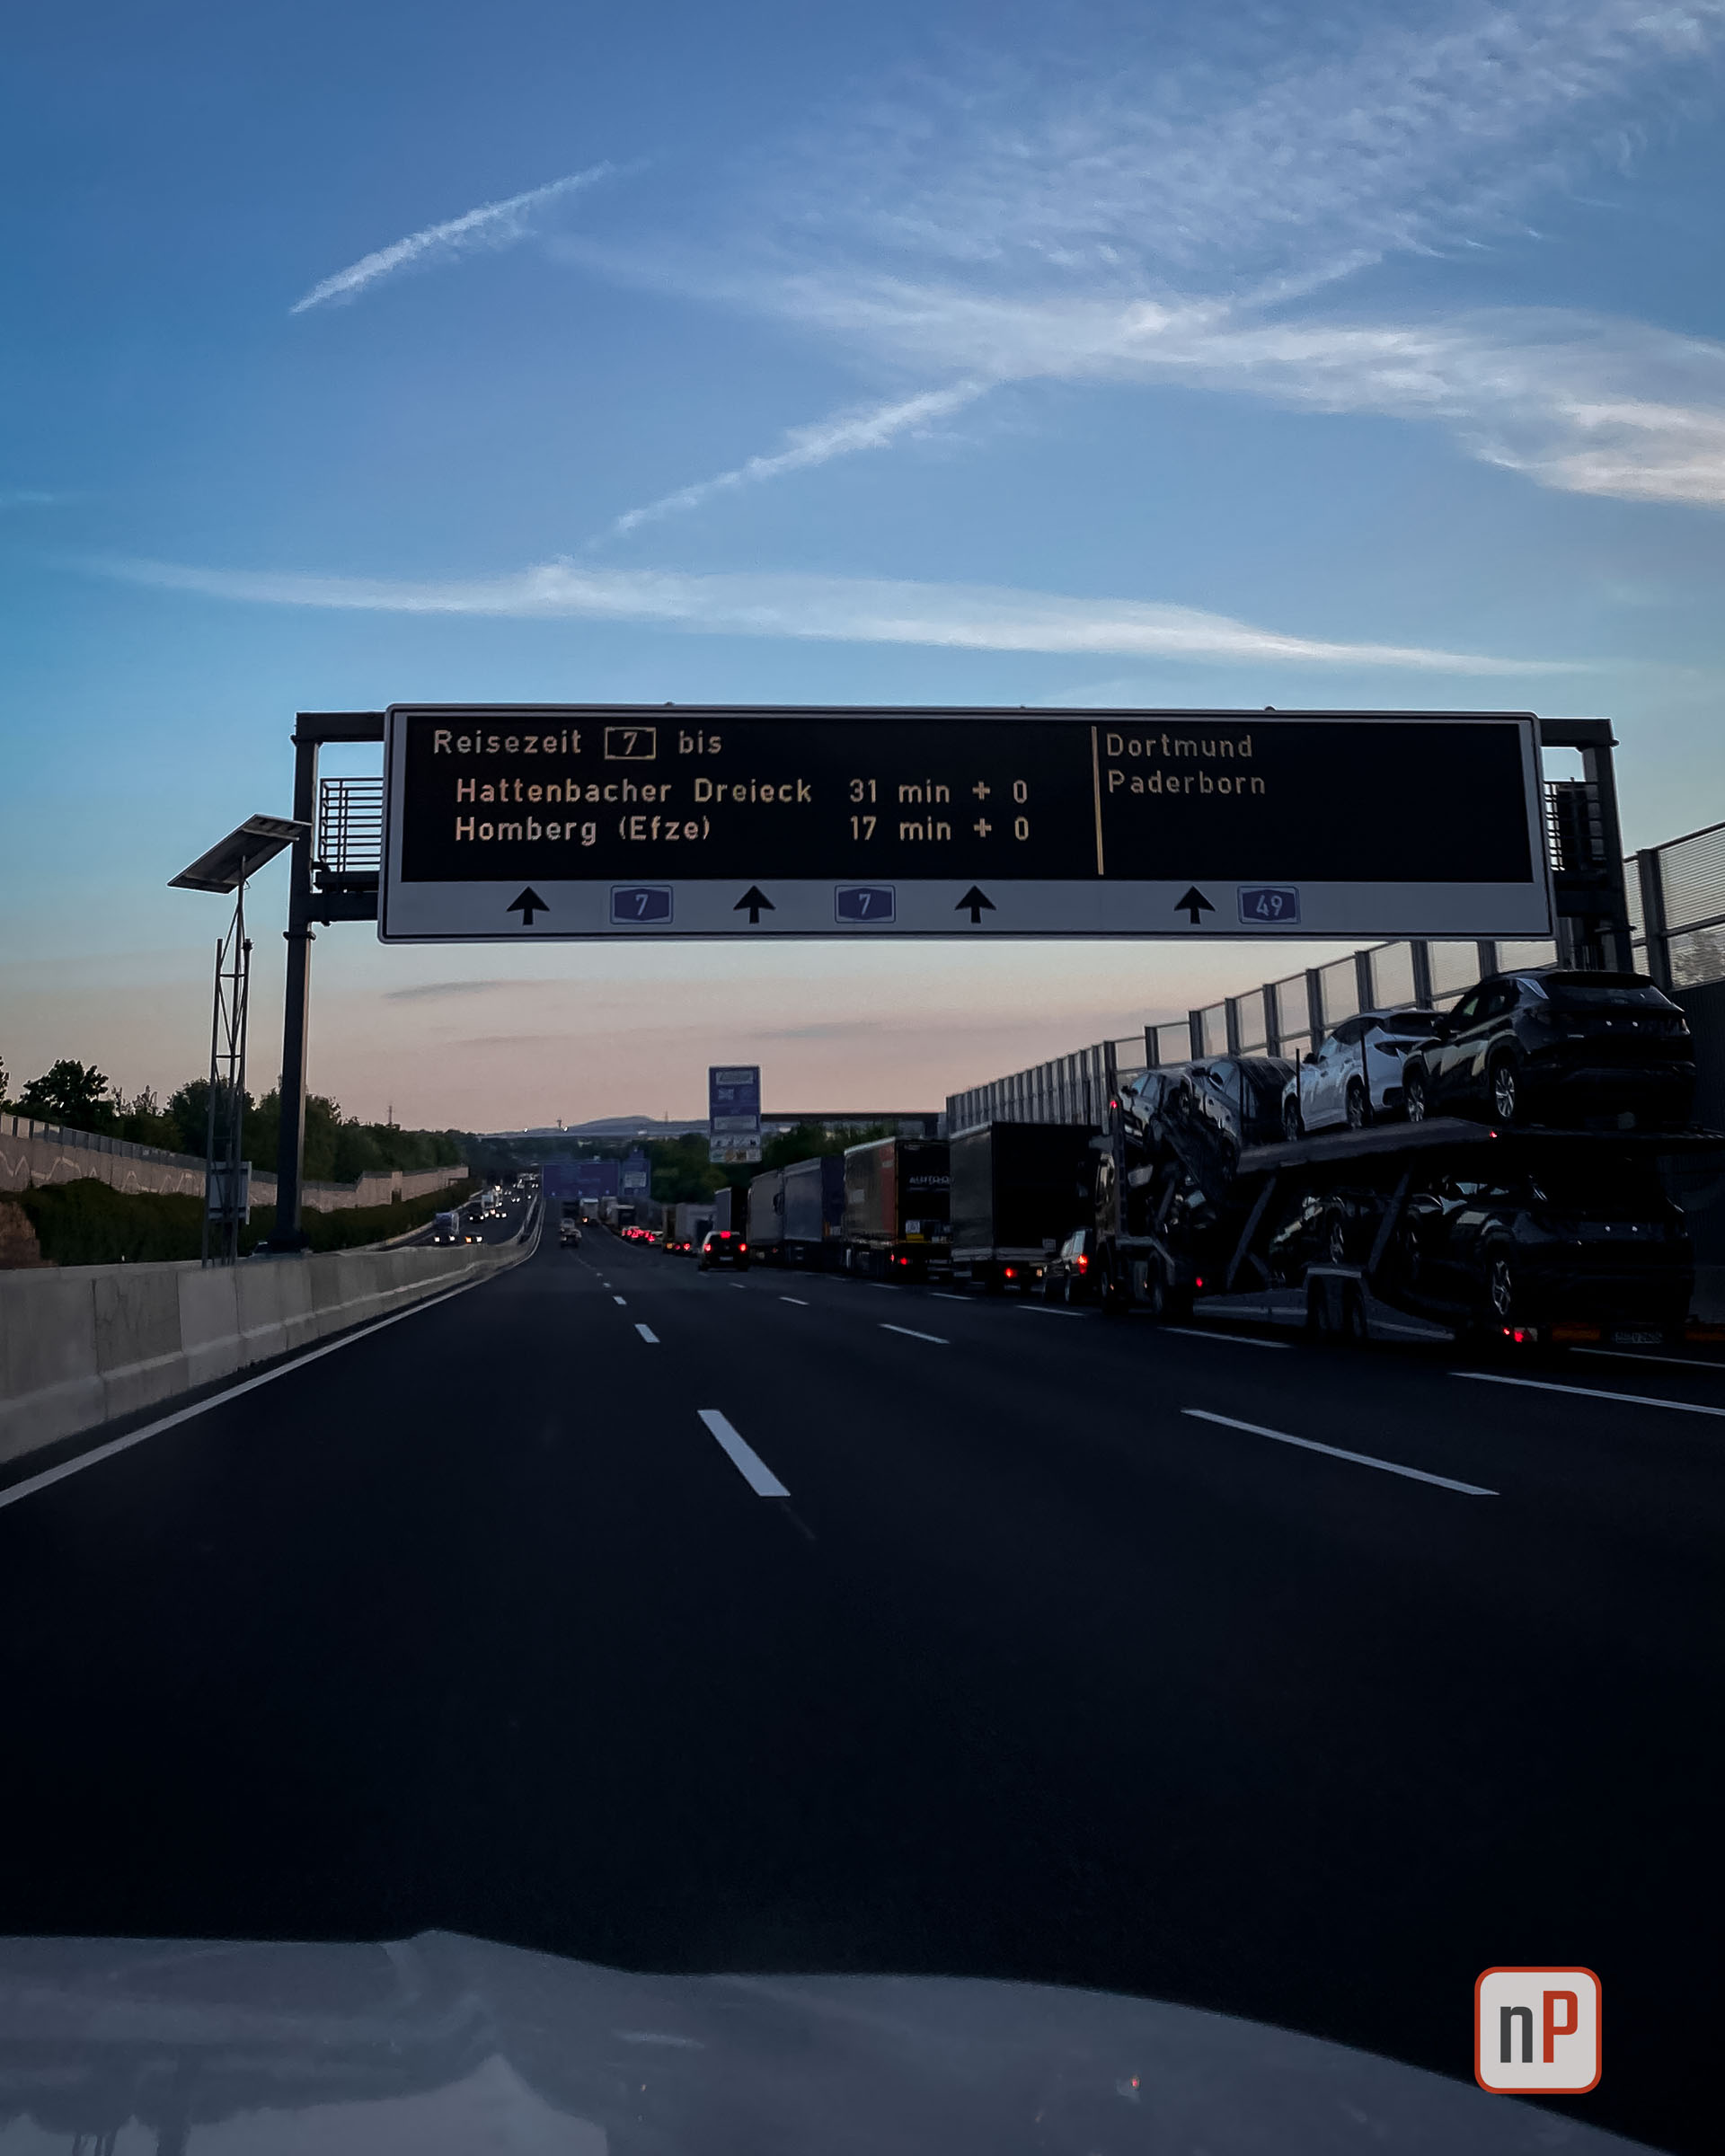 Reisezeit 7 bis
Hattenbacher Dreieck 31 min + 0
Homberg (Efze) 17 min + 0
Dortmund
Paderborn
7 7 49
nP